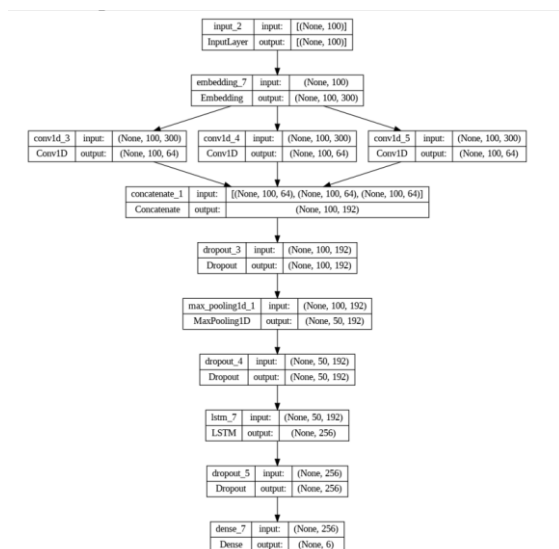 input_2 input: [(None, 100)]
InputLayer output: [(None, 100)]
embedding_7 input: (None, 100)
Embedding output: (None, 100, 300)
conv1d_3 input: (None, 100, 300) conv1d_4 input: (None, 100, 300) conv1d_5 input: (None, 100, 300)
Conv1D output: (None, 100, 64) Conv1D output: (None, 100, 64) Conv1D output: (None, 100, 64)
concatenate_1 input: [(None, 100, 64), (None, 100, 64), (None, 100, 64)]
Concatenate output: (None, 100, 192)
dropout_3 input: (None, 100, 192)
Dropout output: (None, 100, 192)
max_pooling1d_1 input: (None, 100, 192)
MaxPooling1D output: (None, 50, 192)
dropout_4 input: (None, 50, 192)
Dropout output: (None, 50, 192)
lstm_7 input: (None, 50, 192)
LSTM output: (None, 256)
dropout_5 input: (None, 256)
Dropout output: (None, 256)
dense_7 input: (None, 256)
Dense output: (None, 6)